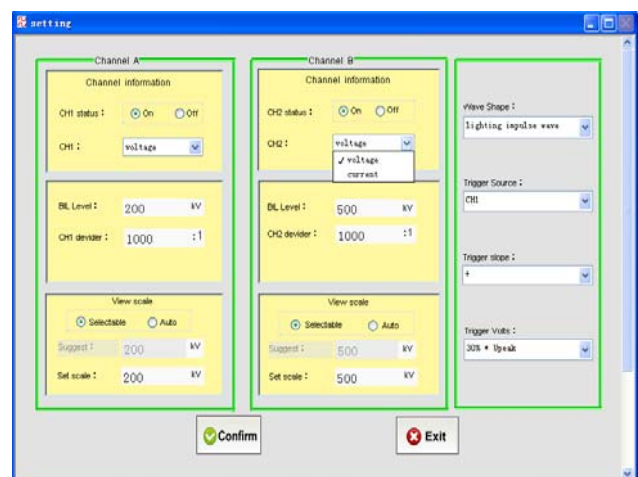 setting
Channel A
Channel information
CH1 status : On Off
CH1 : voltage
BIL Level : 200 kV
CH1 devider : 1000 :1
View scale
Selectable Auto
Suggest : 200 kV
Set scale : 200 kV
Channel B
Channel information
CH2 status : On Off
CH2 : voltage
✓ voltage
current
BIL Level : 500 kV
CH2 devider : 1000 :1
View scale
Selectable Auto
Suggest : 500 kV
Set scale : 500 kV
Wave Shape :
lighting impulse wave
Trigger Source :
CH1
Trigger slope :
+
Trigger Volts :
30% * Upeak
Confirm
Exit